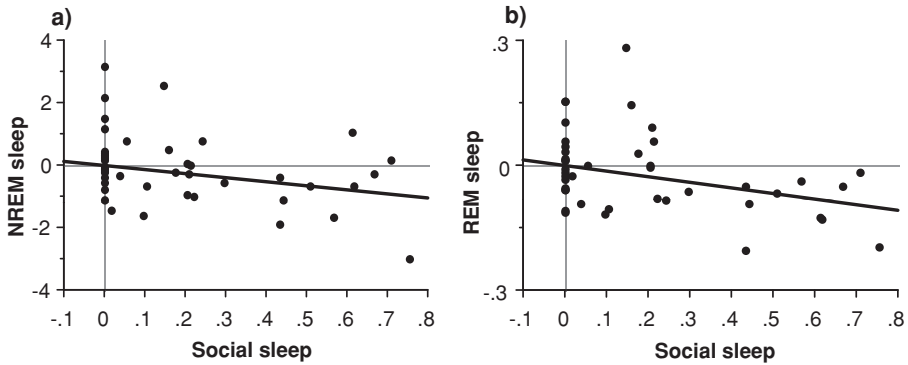 a)
4
2
0
-2
-4
NREM sleep
-.1 0 .1 .2 .3 .4 .5 .6 .7 .8
Social sleep
b)
.3
0
-.3
REM sleep
-.1 0 .1 .2 .3 .4 .5 .6 .7 .8
Social sleep